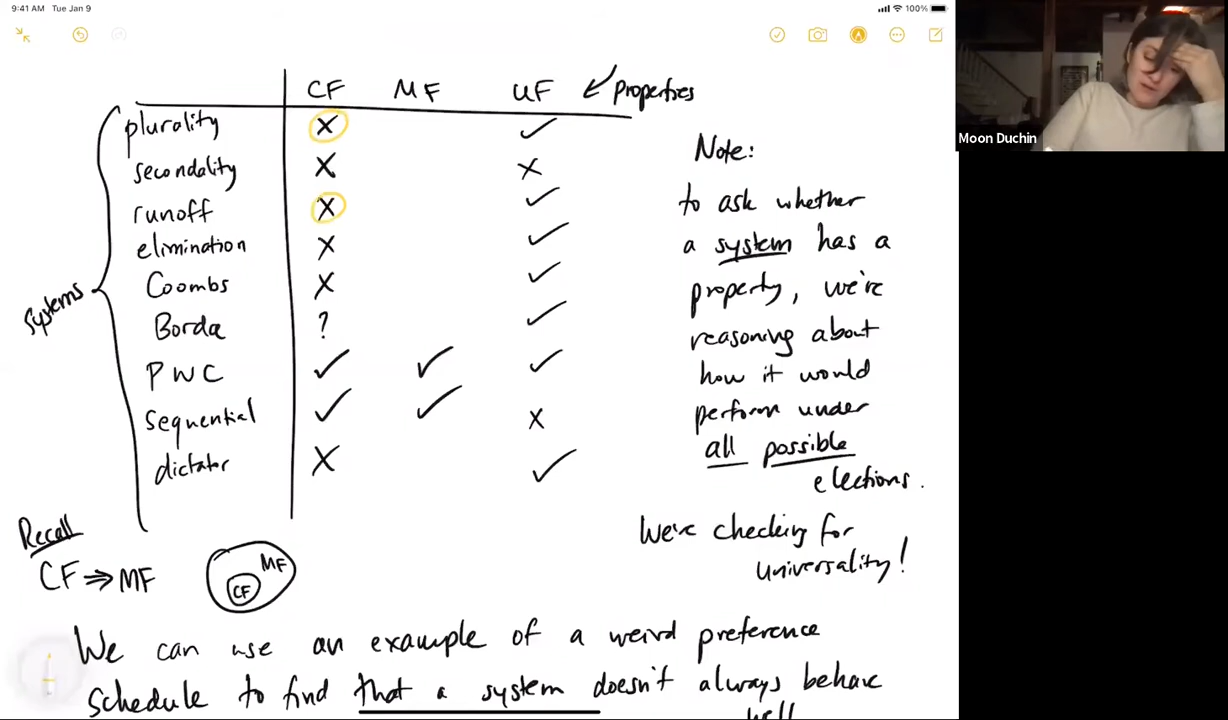 9:41 AM Tue Jan 9
100%
CF MF UF ↙ Properties
plurality X ✓
secondality X X
runoff X ✓
elimination X ✓
Coombs X ✓
Borda ? ✓
PWC ✓ ✓ ✓
sequential ✓ ✓ X
dictator X ✓
Systems
Note:
to ask whether
a system has a
property, we're
reasoning about
how it would
perform under
all possible
elections.
We're checking for
universality!
Recall
CF ⇒ MF
MF
CF
We can use an example of a weird preference
schedule to find that a system doesn't always behave
well
Moon Duchin